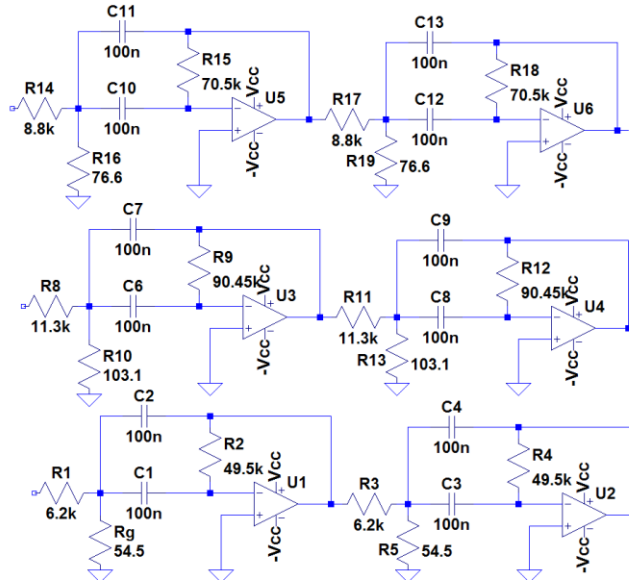 C11
100n
R14
8.8k
C10
100n
R15
70.5k
R16
76.6
Vcc
U5
-Vcc
R17
8.8k
C13
100n
C12
100n
R18
70.5k
R19
76.6
Vcc
U6
-Vcc
C7
100n
R8
11.3k
C6
100n
R9
90.45k
R10
103.1
Vcc
U3
-Vcc
R11
11.3k
C9
100n
C8
100n
R12
90.45k
R13
103.1
Vcc
U4
-Vcc
C2
100n
R1
6.2k
C1
100n
R2
49.5k
Rg
54.5
Vcc
U1
-Vcc
R3
6.2k
C4
100n
C3
100n
R4
49.5k
R5
54.5
Vcc
U2
-Vcc